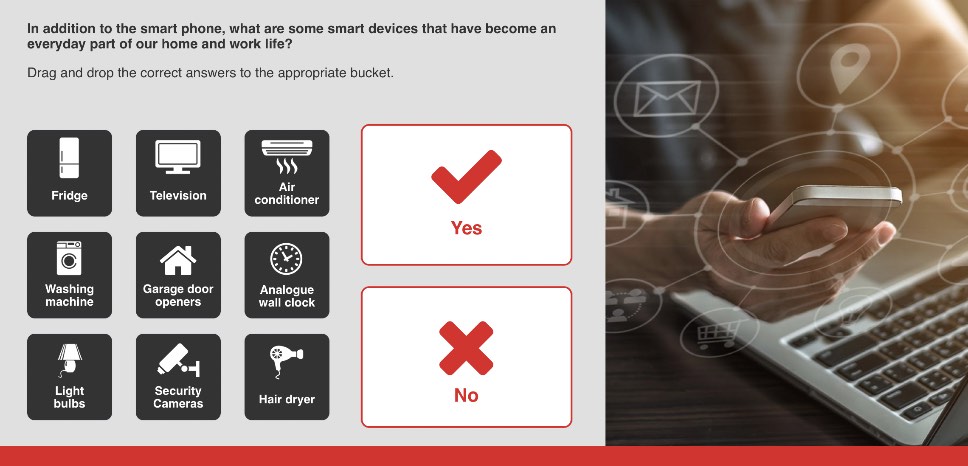 In addition to the smart phone, what are some smart devices that have become an
everyday part of our home and work life?
Drag and drop the correct answers to the appropriate bucket.
Fridge
Television
Air
conditioner
Yes
Washing
machine
Garage door
openers
Analogue
wall clock
Light
bulbs
Security
Cameras
Hair dryer
No